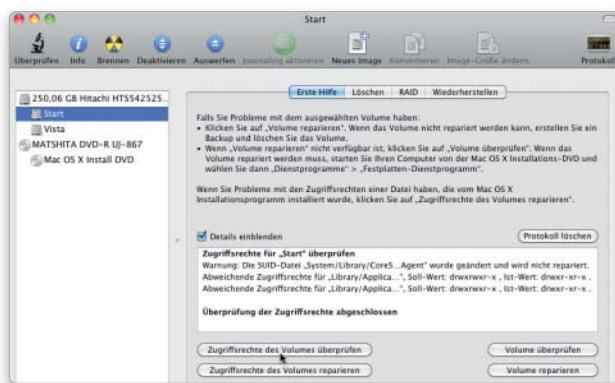 Start
Überprüfen Info Brennen Deaktivieren Auswerfen Journaling aktivieren Neues Image Konvertieren Image-Größe ändern Protokoll
250,06 GB Hitachi HTS542525...
Start
Vista
MATSHITA DVD-R UJ-867
Mac OS X Install DVD
Erste Hilfe Löschen RAID Wiederherstellen
Falls Sie Probleme mit dem ausgewählten Volume haben:
• Klicken Sie auf „Volume reparieren“. Wenn das Volume nicht repariert werden kann, erstellen Sie ein
Backup und löschen Sie das Volume.
• Wenn „Volume reparieren“ nicht verfügbar ist, klicken Sie auf „Volume überprüfen“. Wenn das
Volume repariert werden muss, starten Sie Ihren Computer von der Mac OS X Installations-DVD und
wählen Sie dann „Dienstprogramme“ > „Festplatten-Dienstprogramm“.
Wenn Sie Probleme mit den Zugriffsrechten einer Datei haben, die vom Mac OS X
Installationsprogramm installiert wurde, klicken Sie auf „Zugriffsrechte des Volumes reparieren“.
Details einblenden
Protokoll löschen
Zugriffsrechte für „Start“ überprüfen
Warnung: Die SUID-Datei „System/Library/CoreS...Agent“ wurde geändert und wird nicht repariert.
Abweichende Zugriffsrechte für „Library/Applica...“, Soll-Wert: drwxrwxr-x , Ist-Wert: drwxr-xr-x .
Abweichende Zugriffsrechte für „Library/Applica...“, Soll-Wert: drwxrwxr-x , Ist-Wert: drwxr-xr-x .
Überprüfung der Zugriffsrechte abgeschlossen
Zugriffsrechte des Volumes überprüfen
Volume überprüfen
Zugriffsrechte des Volumes reparieren
Volume reparieren